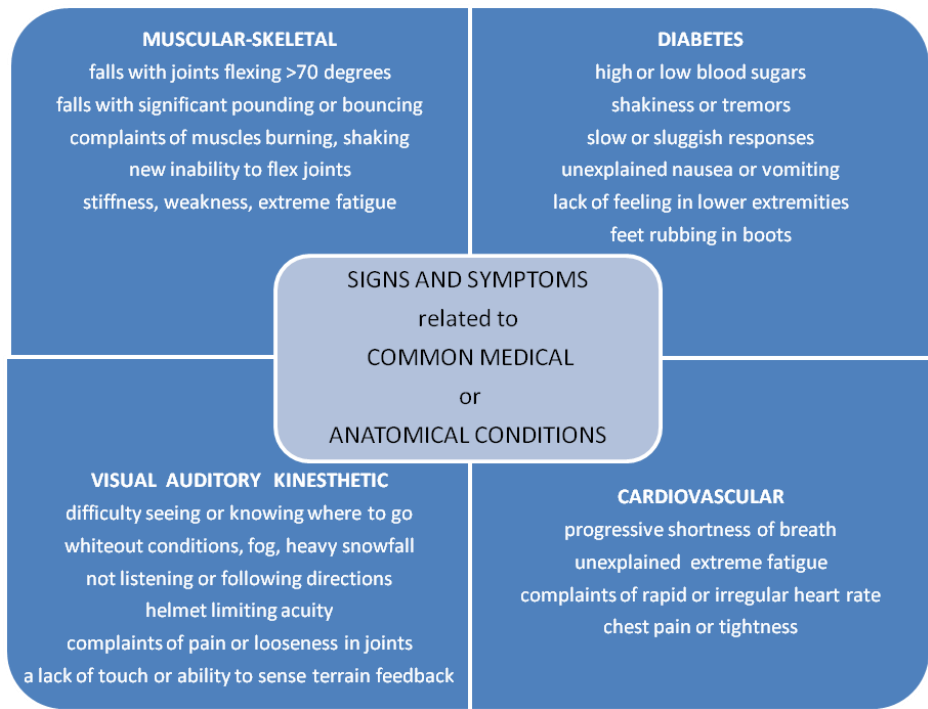 MUSCULAR-SKELETAL
falls with joints flexing >70 degrees
falls with significant pounding or bouncing
complaints of muscles burning, shaking
new inability to flex joints
stiffness, weakness, extreme fatigue
DIABETES
high or low blood sugars
shakiness or tremors
slow or sluggish responses
unexplained nausea or vomiting
lack of feeling in lower extremities
feet rubbing in boots
SIGNS AND SYMPTOMS
related to
COMMON MEDICAL
or
ANATOMICAL CONDITIONS
VISUAL AUDITORY KINESTHETIC
difficulty seeing or knowing where to go
whiteout conditions, fog, heavy snowfall
not listening or following directions
helmet limiting acuity
complaints of pain or looseness in joints
a lack of touch or ability to sense terrain feedback
CARDIOVASCULAR
progressive shortness of breath
unexplained extreme fatigue
complaints of rapid or irregular heart rate
chest pain or tightness